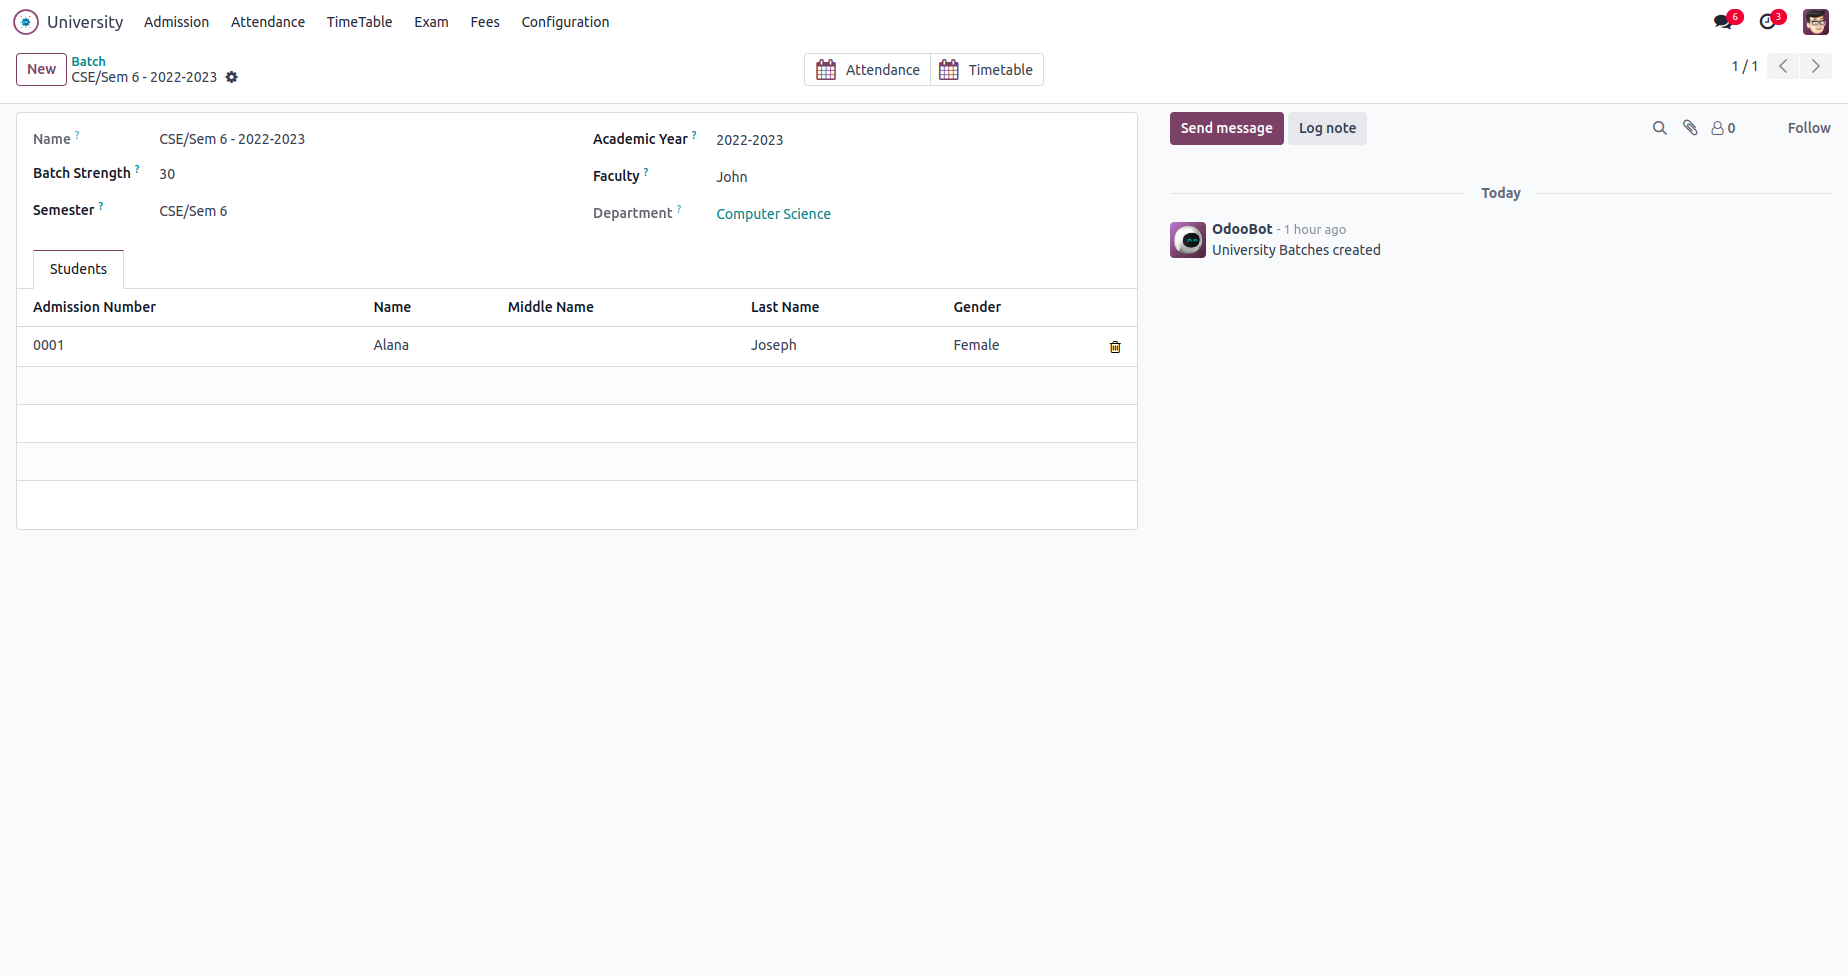 University Admission Attendance TimeTable Exam Fees Configuration 6 3
New Batch
CSE/Sem 6 - 2022-2023
Attendance Timetable 1 / 1
Name ? CSE/Sem 6 - 2022-2023 Academic Year ? 2022-2023
Batch Strength ? 30 Faculty ? John
Semester ? CSE/Sem 6 Department ? Computer Science
Students
Admission Number Name Middle Name Last Name Gender
0001 Alana Joseph Female
Send message Log note 0 Follow
Today
OdooBot - 1 hour ago
University Batches created